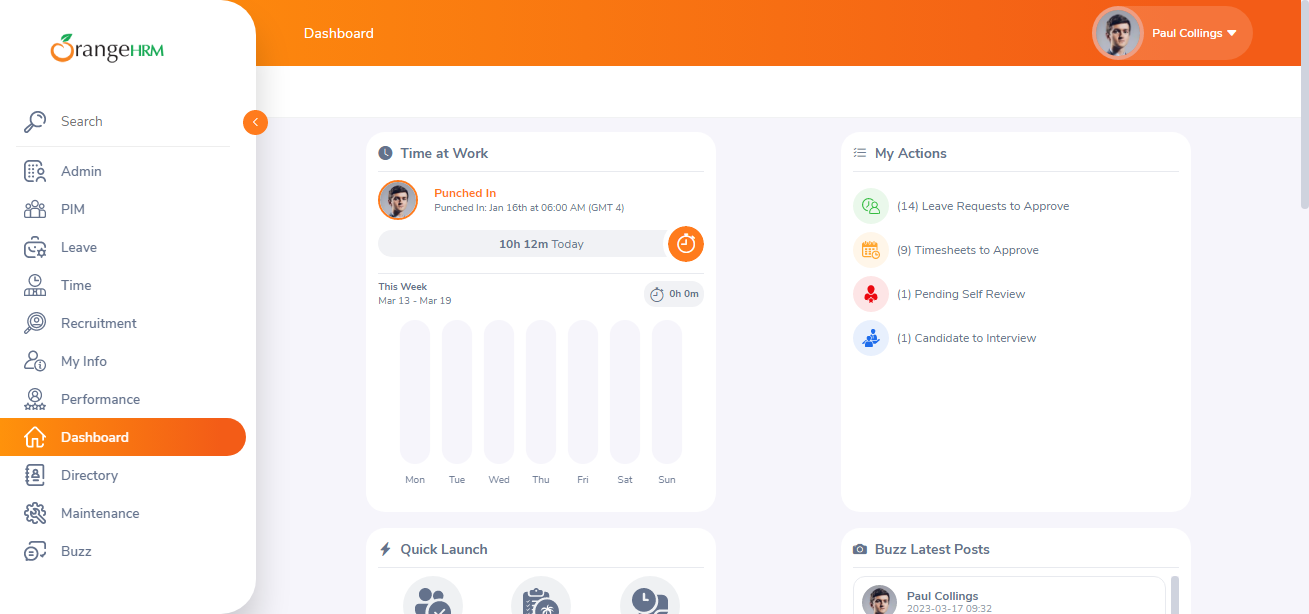 OrangeHRM
Dashboard
Paul Collings
Search
Admin
PIM
Leave
Time
Recruitment
My Info
Performance
Dashboard
Directory
Maintenance
Buzz
Time at Work
Punched In
Punched In: Jan 16th at 06:00 AM (GMT 4)
10h 12m Today
This Week
Mar 13 - Mar 19
0h 0m
Mon Tue Wed Thu Fri Sat Sun
My Actions
(14) Leave Requests to Approve
(9) Timesheets to Approve
(1) Pending Self Review
(1) Candidate to Interview
Quick Launch
Buzz Latest Posts
Paul Collings
2023-03-17 09:32